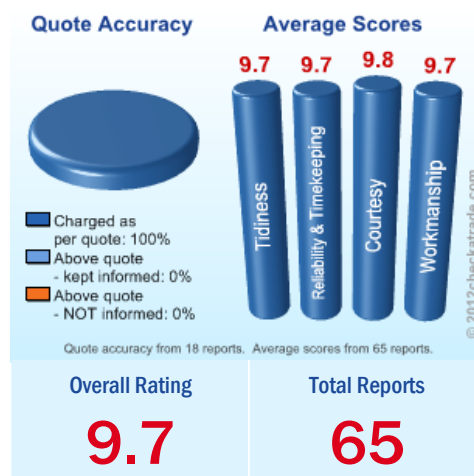 Quote Accuracy
Average Scores
9.7
9.7
9.8
9.7
Tidiness
Reliability & Timekeeping
Courtesy
Workmanship
Charged as
per quote: 100%
Above quote
- kept informed: 0%
Above quote
- NOT informed: 0%
© 2012checkatrade.com
Quote accuracy from 18 reports. Average scores from 65 reports.
Overall Rating
Total Reports
9.7
65